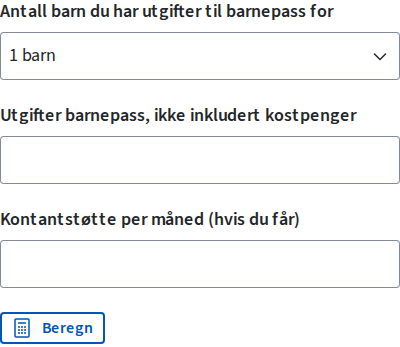 Antall barn du har utgifter til barnepass for
1 barn
Utgifter barnepass, ikke inkludert kostpenger
Kontantstøtte per måned (hvis du får)
Beregn